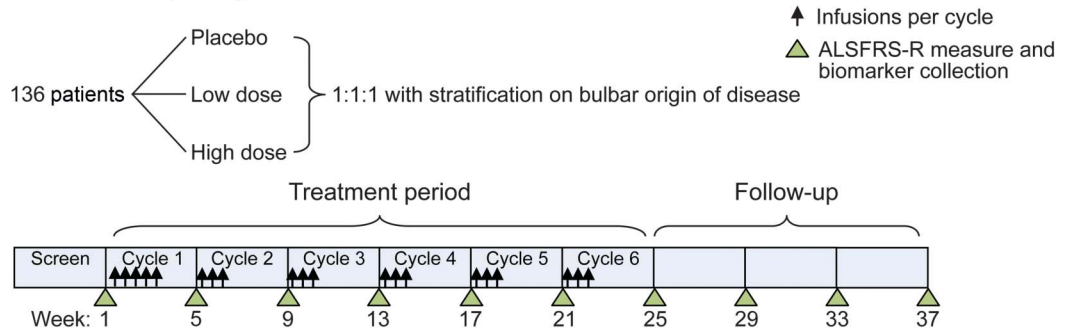 Infusions per cycle
ALSFRS-R measure and
biomarker collection
Placebo
136 patients
Low dose
1:1:1 with stratification on bulbar origin of disease
High dose
Treatment period
Follow-up
Screen
Cycle 1
Cycle 2
Cycle 3
Cycle 4
Cycle 5
Cycle 6
Week: 1 5 9 13 17 21 25 29 33 37